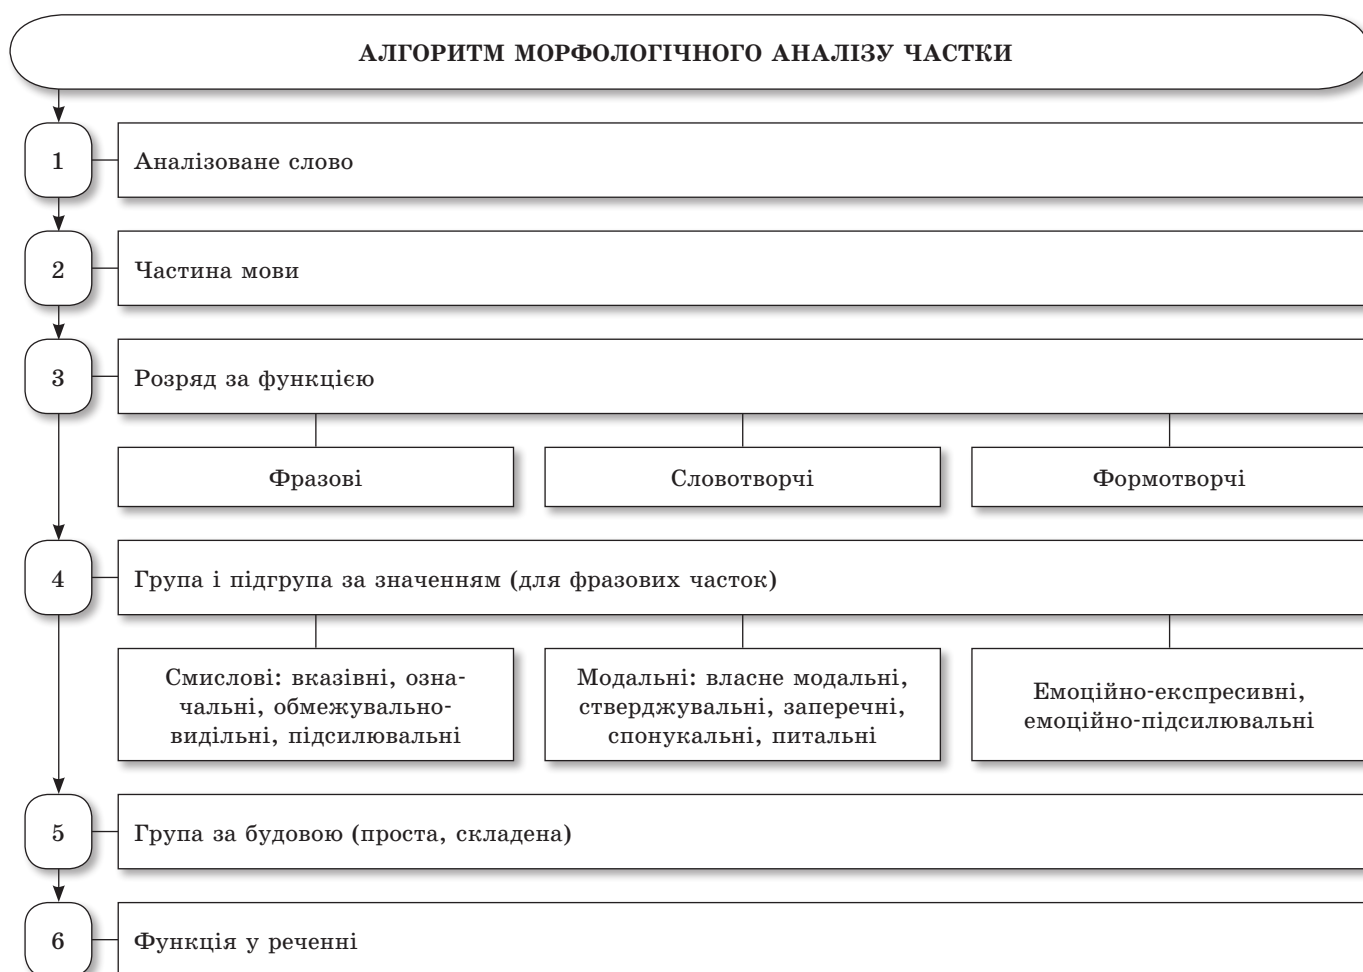 АЛГОРИТМ МОРФОЛОГІЧНОГО АНАЛІЗУ ЧАСТКИ
1
Аналізоване слово
2
Частина мови
3
Розряд за функцією
Фразові
Словотворчі
Формотворчі
4
Група і підгрупа за значенням (для фразових часток)
Смислові: вказівні, озна-
чальні, обмежувально-
видільні, підсилювальні
Модальні: власне модальні,
стверджувальні, заперечні,
спонукальні, питальні
Емоційно-експресивні,
емоційно-підсилювальні
5
Група за будовою (проста, складена)
6
Функція у реченні